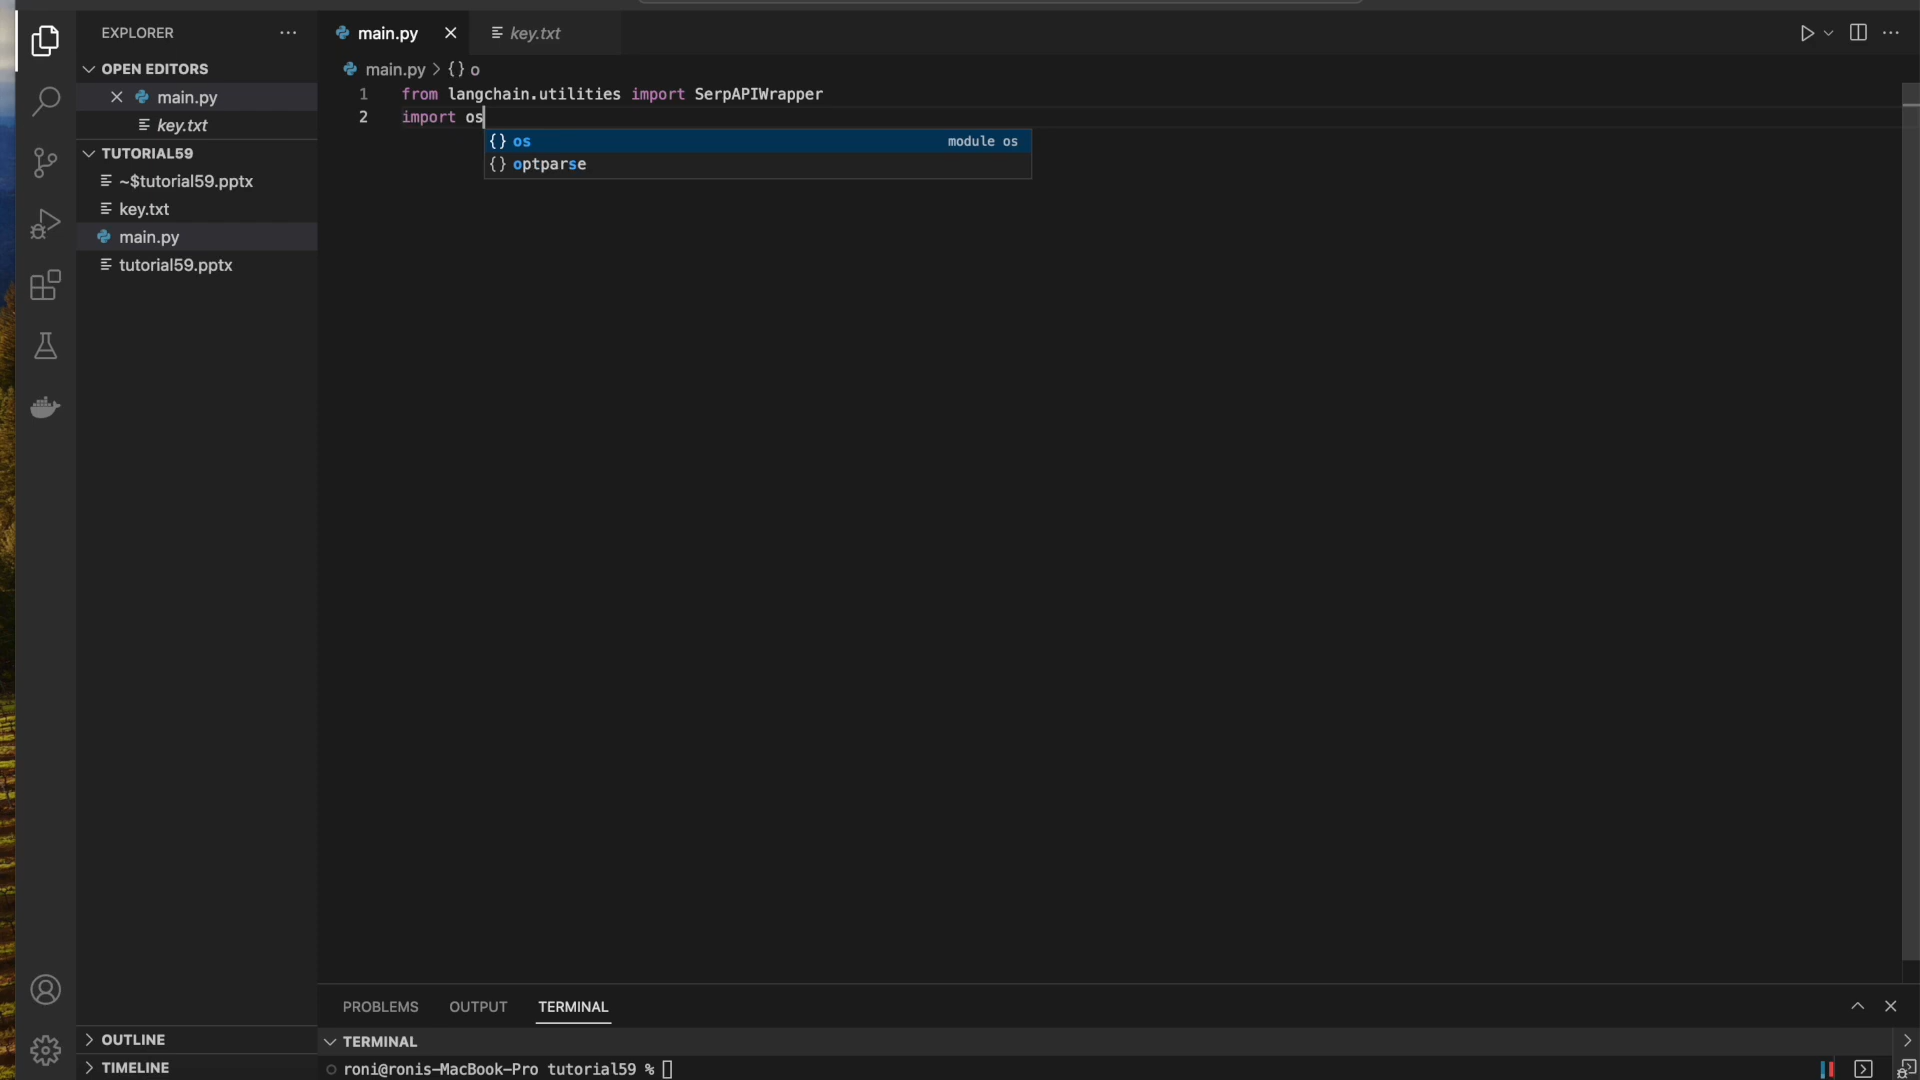 EXPLORER
OPEN EDITORS
main.py
key.txt
TUTORIAL59
~$tutorial59.pptx
key.txt
main.py
tutorial59.pptx
OUTLINE
TIMELINE
main.py
key.txt
main.py > {} o
1 from langchain.utilities import SerpAPIWrapper
2 import os
{} os module os
{} optparse
PROBLEMS OUTPUT TERMINAL
TERMINAL
roni@ronis-MacBook-Pro tutorial59 %